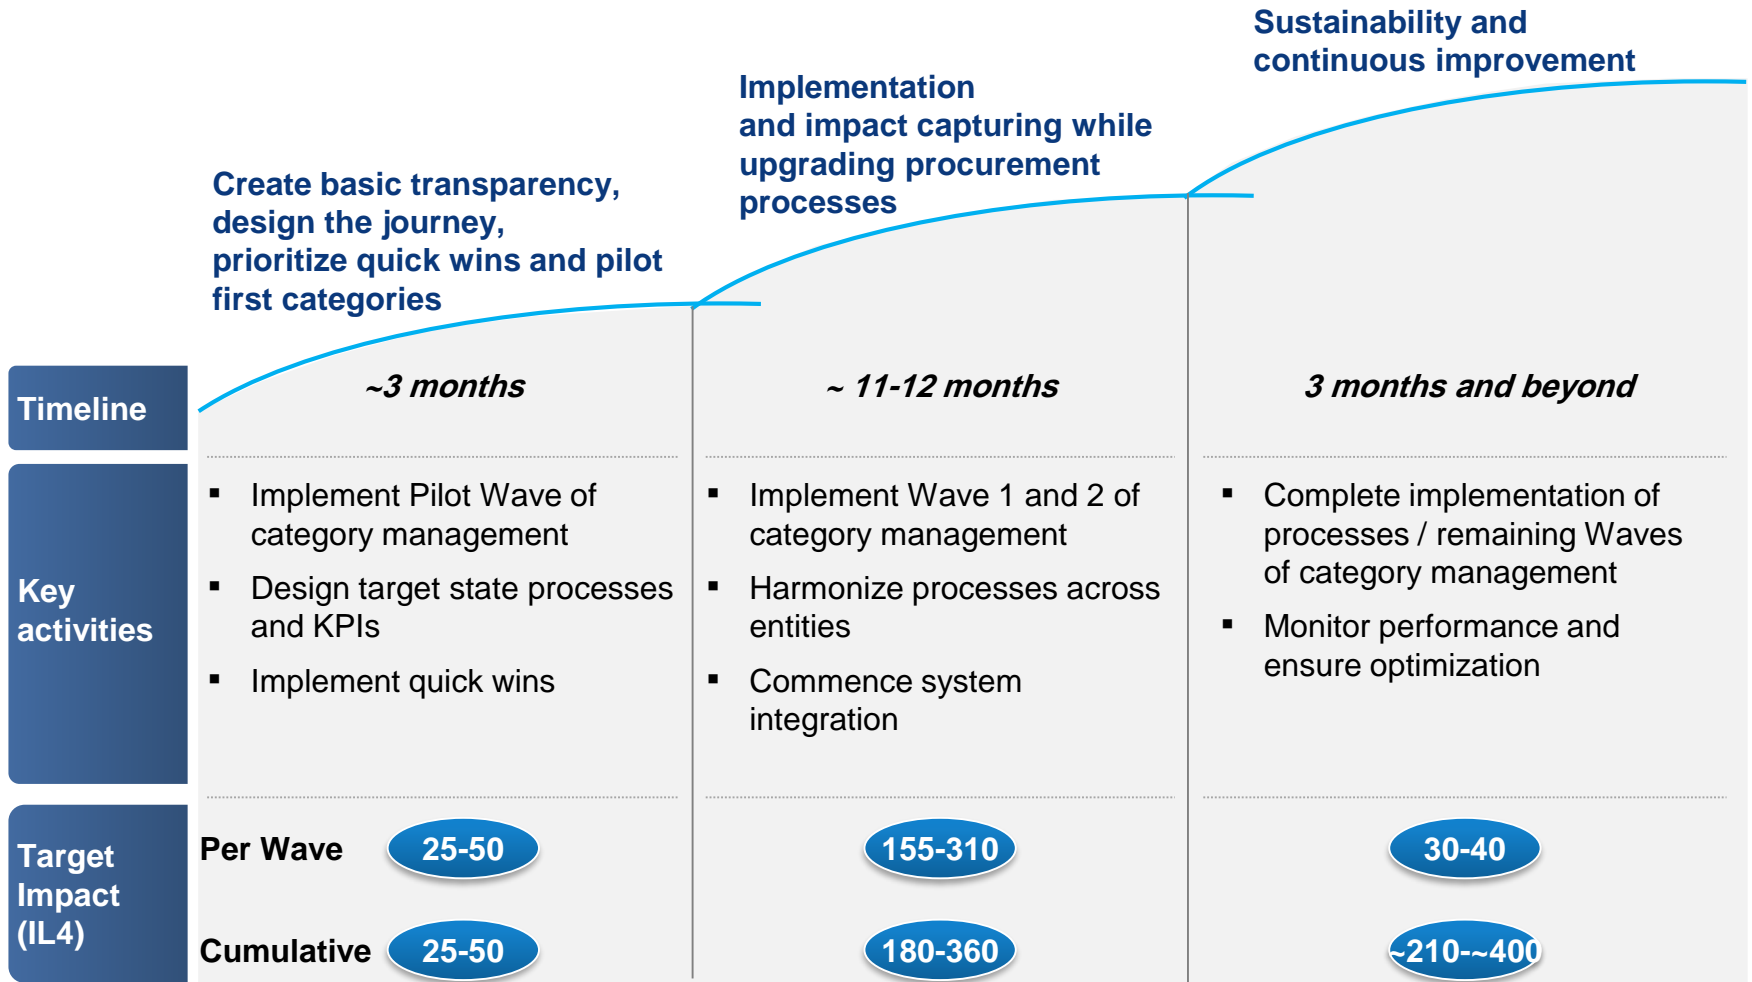 Sustainability and
continuous improvement
Implementation
and impact capturing while
upgrading procurement
processes
Create basic transparency,
design the journey,
prioritize quick wins and pilot
first categories
Timeline
~3 months
~ 11-12 months
3 months and beyond
Key
activities
▪ Implement Pilot Wave of
category management
▪ Design target state processes
and KPIs
▪ Implement quick wins
▪ Implement Wave 1 and 2 of
category management
▪ Harmonize processes across
entities
▪ Commence system
integration
▪ Complete implementation of
processes / remaining Waves
of category management
▪ Monitor performance and
ensure optimization
Target
Impact
(IL4)
Per Wave
25-50
155-310
30-40
Cumulative
25-50
180-360
~210-~400